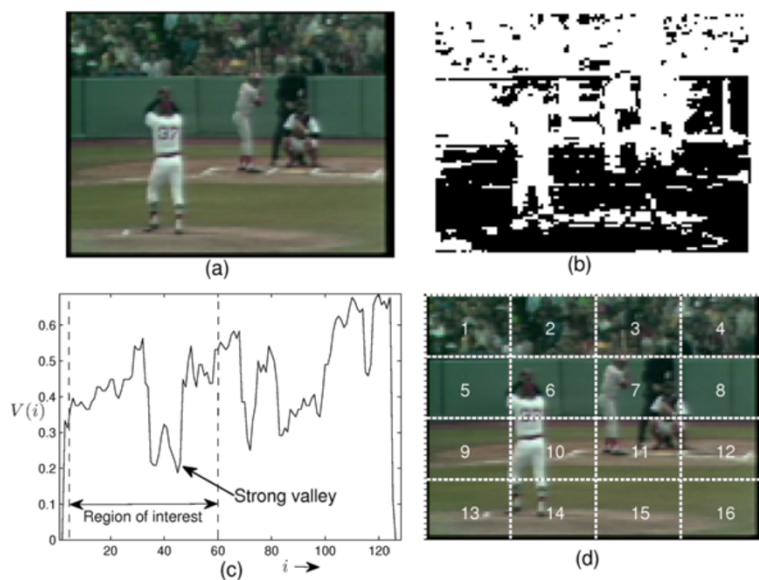 37
(a)
(b)
0.6
0.5
V(i)
0.4
0.3
0.2
0.1
0
Strong valley
Region of interest
20 40 60 80 100 120
(c)
i →
1 2 3 4
5 6 7 8
9 10 11 12
13 14 15 16
(d)